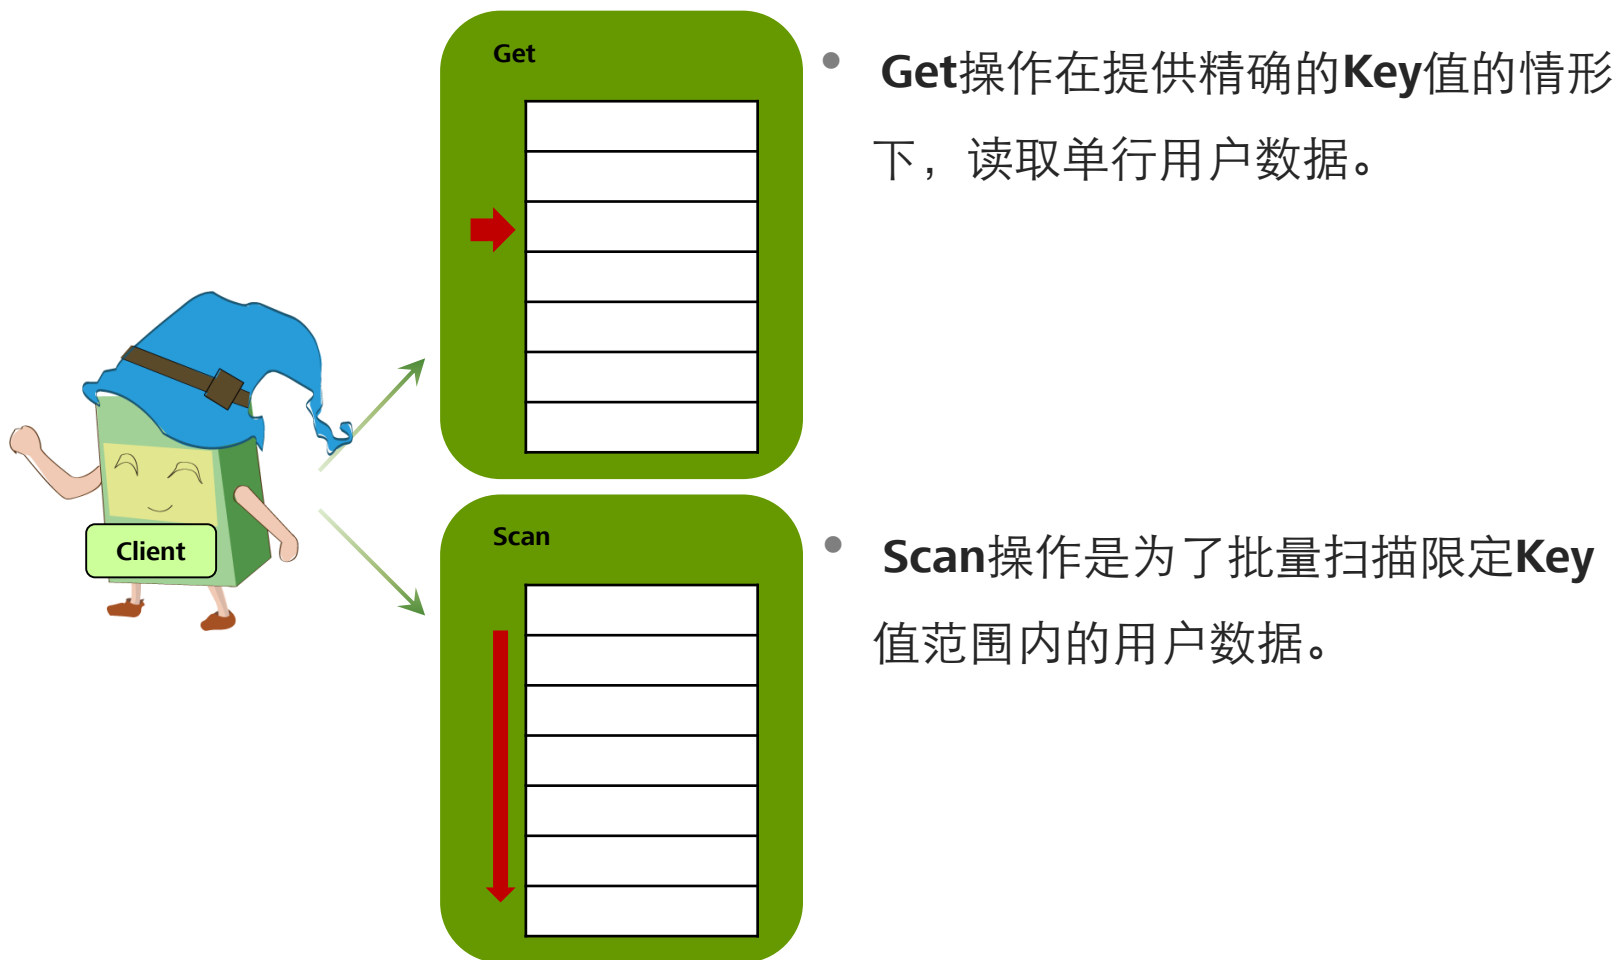 Get
Get操作在提供精确的Key值的情形
下，读取单行用户数据。
Client
Scan
Scan操作是为了批量扫描限定Key
值范围内的用户数据。